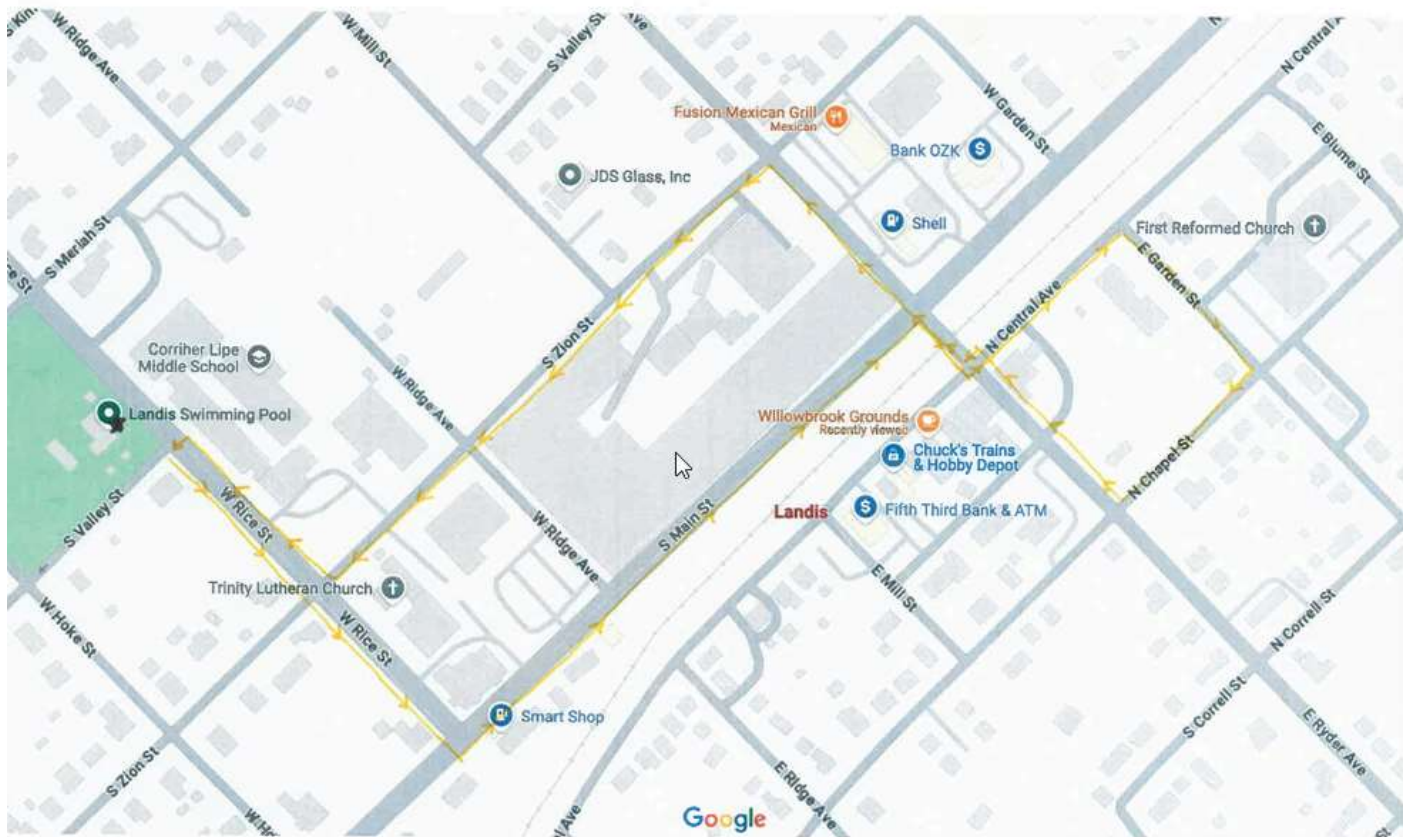 W Ridge Ave
W Mill St
S Valley St
Ave
N Central A
W Garden St
E Blume St
Fusion Mexican Grill
Mexican
Bank OZK
JDS Glass, Inc
Shell
First Reformed Church
S Meriah St
E Garden St
ce St
N Central Ave
Corriher Lipe
Middle School
S Zion St
W Ridge Ave
Landis Swimming Pool
Willowbrook Grounds
Recently viewed
Chuck's Trains
& Hobby Depot
N Chapel St
S Valley St
W Rice St
Landis
Fifth Third Bank & ATM
S Main St
W Ridge Ave
Trinity Lutheran Church
E Mill St
W Hoke St
W Rice St
N Correll St
Smart Shop
S Correll St
E Ryder Ave
S Zion St
E Ridge Ave
W Ho
l Ave
Google